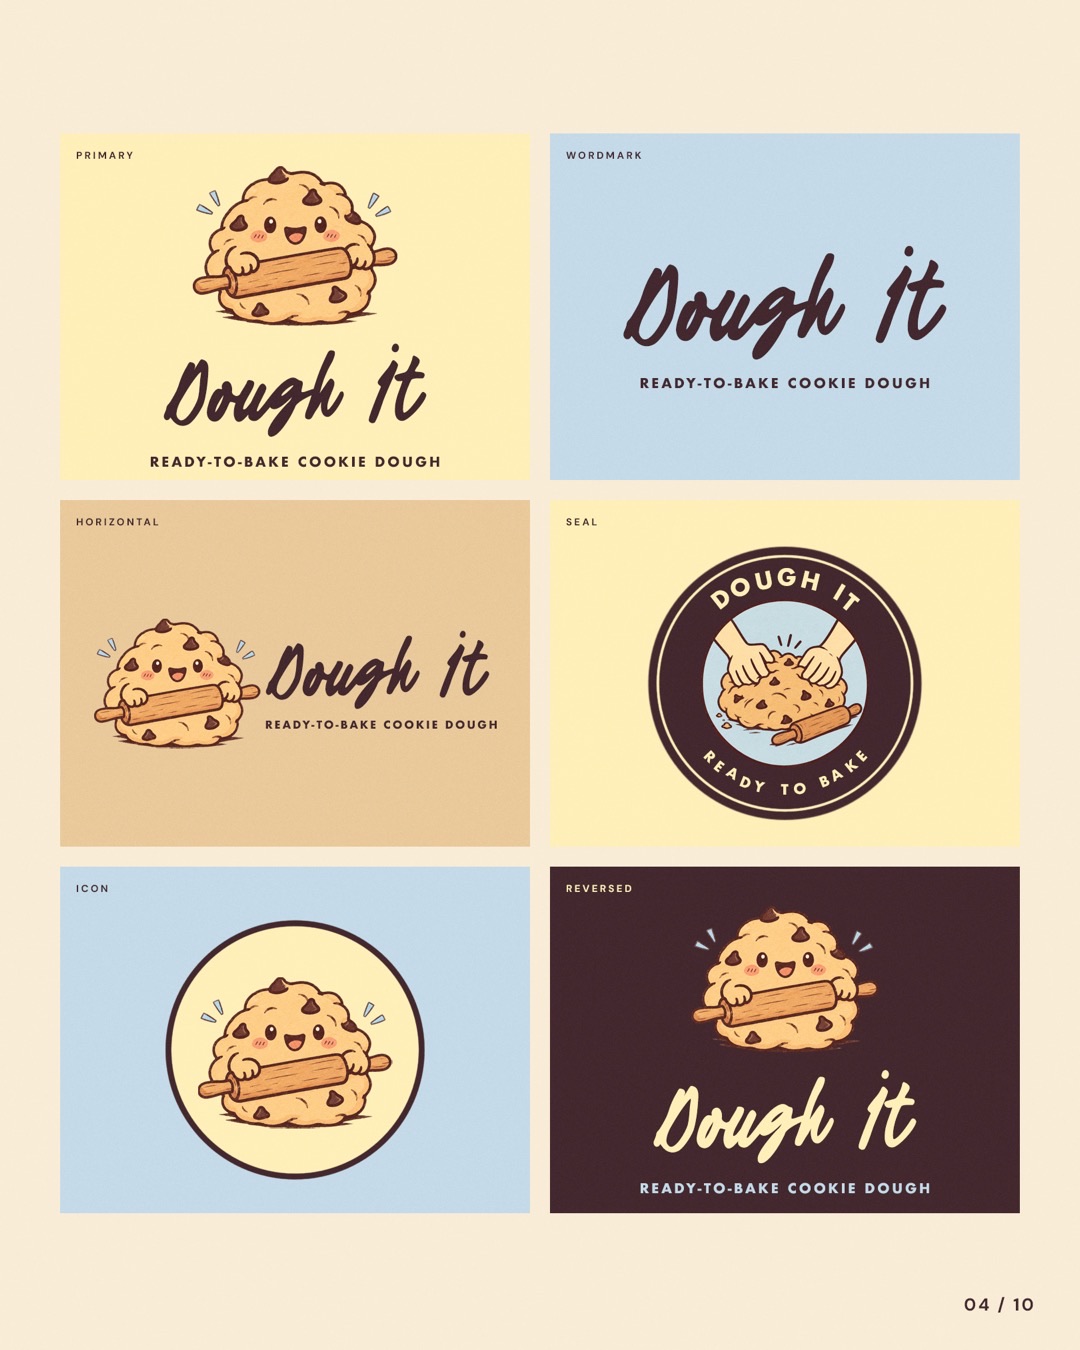 PRIMARY
Dough it
READY-TO-BAKE COOKIE DOUGH
WORDMARK
Dough it
READY-TO-BAKE COOKIE DOUGH
HORIZONTAL
Dough it
READY-TO-BAKE COOKIE DOUGH
SEAL
DOUGH IT
READY TO BAKE
ICON
REVERSED
Dough it
READY-TO-BAKE COOKIE DOUGH
04 / 10